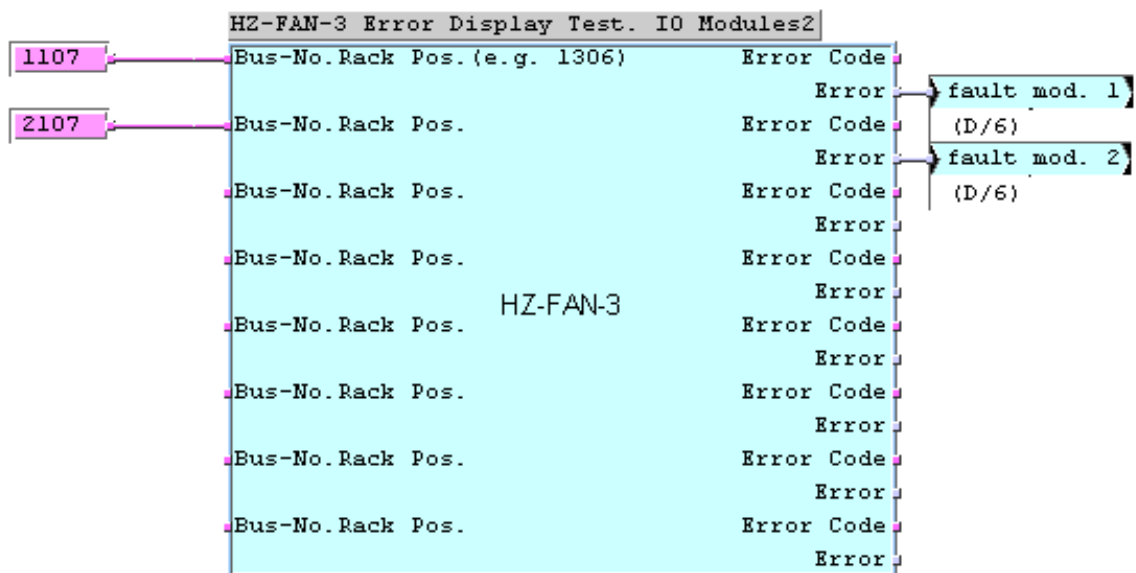 HZ-FAN-3 Error Display Test. IO Modules2
1107 Bus-No.Rack Pos.(e.g. 1306) Error Code
Error fault mod. 1
2107 Bus-No.Rack Pos. Error Code (D/6)
Error fault mod. 2
Bus-No.Rack Pos. Error Code (D/6)
Error
Bus-No.Rack Pos. Error Code
Error
HZ-FAN-3
Bus-No.Rack Pos. Error Code
Error
Bus-No.Rack Pos. Error Code
Error
Bus-No.Rack Pos. Error Code
Error
Bus-No.Rack Pos. Error Code
Error